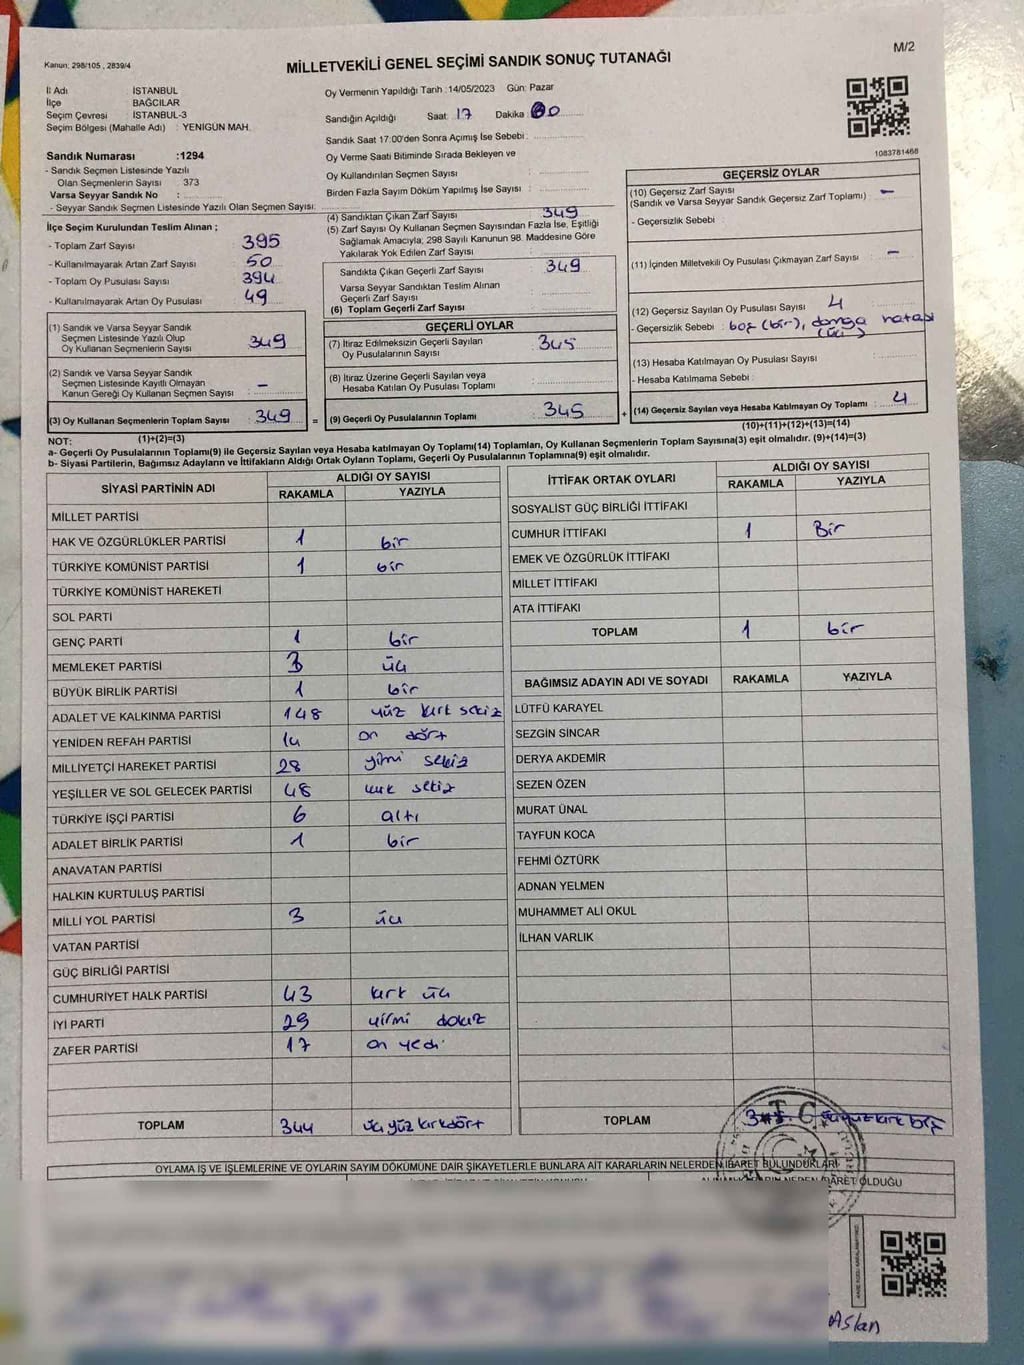 Kanun: 298/105 , 2839/4
MİLLETVEKİLİ GENEL SEÇİMİ SANDIK SONUÇ TUTANAĞI
M/2
İl Adı İSTANBUL
İlçe BAĞCILAR
Seçim Çevresi : İSTANBUL-3
Seçim Bölgesi (Mahalle Adı) : YENİGÜN MAH.
Sandık Numarası :1294
- Sandık Seçmen Listesinde Yazılı
Olan Seçmenlerin Sayısı : 373
Varsa Seyyar Sandık No :
- Seyyar Sandık Seçmen Listesinde Yazılı Olan Seçmen Sayısı:
Oy Vermenin Yapıldığı Tarih :14/05/2023 Gün: Pazar
Sandığın Açıldığı Saat: 17 Dakika:
Sandık Saat 17:00'den Sonra Açımış İse Sebebi :
Oy Verme Saati Bitiminde Sırada Bekleyen ve
Oy Kullandırılan Seçmen Sayısı :
Birden Fazla Sayım Döküm Yapılmış İse Sayısı :
1083781468
İlçe Seçim Kurulundan Teslim Alınan ;
- Toplam Zarf Sayısı : 395
- Kullanılmayarak Artan Zarf Sayısı : 50
- Toplam Oy Pusulası Sayısı : 394
- Kullanılmayarak Artan Oy Pusulası : 49
(1) Sandık ve Varsa Seyyar Sandık
Seçmen Listesinde Yazılı Olup
Oy Kullanan Seçmenlerin Sayısı : 349
(2) Sandık ve Varsa Seyyar Sandık
Seçmen Listesinde Kayıtlı Olmayan
Kanun Gereği Oy Kullanan Seçmen Sayısı : -
(3) Oy Kullanan Seçmenlerin Toplam Sayısı : 349 =
(1)+(2)=(3)
(4) Sandıktan Çıkan Zarf Sayısı : 349
(5) Zarf Sayısı Oy Kullanan Seçmen Sayısından Fazla İse, Eşitliği
Sağlamak Amacıyla; 298 Sayılı Kanunun 98. Maddesine Göre
Yakılarak Yok Edilen Zarf Sayısı :
Sandıkta Çıkan Geçerli Zarf Sayısı : 349
Varsa Seyyar Sandıktan Teslim Alınan
Geçerli Zarf Sayısı :
(6) Toplam Geçerli Zarf Sayısı :
GEÇERLİ OYLAR
(7) İtiraz Edilmeksizin Geçerli Sayılan
Oy Pusulalarının Sayısı : 345
(8) İtiraz Üzerine Geçerli Sayılan veya
Hesaba Katılan Oy Pusulası Toplamı :
(9) Geçerli Oy Pusulalarının Toplamı : 345 +
GEÇERSİZ OYLAR
(10) Geçersiz Zarf Sayısı
(Sandık ve Varsa Seyyar Sandık Geçersiz Zarf Toplamı) : -
- Geçersizlik Sebebi :
(11) İçinden Milletvekili Oy Pusulası Çıkmayan Zarf Sayısı : -
(12) Geçersiz Sayılan Oy Pusulası Sayısı : 4
- Geçersizlik Sebebi : boş (bir), damga hatası
(üç)
(13) Hesaba Katılmayan Oy Pusulası Sayısı :
- Hesaba Katılmama Sebebi :
(14) Geçersiz Sayılan veya Hesaba Katılmayan Oy Toplamı : 4
(10)+(11)+(12)+(13)=(14)
NOT:
a- Geçerli Oy Pusulalarının Toplamı(9) ile Geçersiz Sayılan veya Hesaba katılmayan Oy Toplamı(14) Toplamları, Oy Kullanan Seçmenlerin Toplam Sayısına(3) eşit olmalıdır. (9)+(14)=(3)
b- Siyasi Partilerin, Bağımsız Adayların ve İttifakların Aldığı Ortak Oyların Toplamı, Geçerli Oy Pusulalarının Toplamına(9) eşit olmalıdır.
SİYASİ PARTİNİN ADI ALDIĞI OY SAYISI
RAKAMLA YAZIYLA
MİLLET PARTİSİ
HAK VE ÖZGÜRLÜKLER PARTİSİ 1 bir
TÜRKİYE KOMÜNİST PARTİSİ 1 bir
TÜRKİYE KOMÜNİST HAREKETİ
SOL PARTİ
GENÇ PARTİ 1 bir
MEMLEKET PARTİSİ 3 üç
BÜYÜK BİRLİK PARTİSİ 1 bir
ADALET VE KALKINMA PARTİSİ 148 yüz kırk sekiz
YENİDEN REFAH PARTİSİ 14 on dört
MİLLİYETÇİ HAREKET PARTİSİ 28 yirmi sekiz
YEŞİLLER VE SOL GELECEK PARTİSİ 48 kırk sekiz
TÜRKİYE İŞÇİ PARTİSİ 6 altı
ADALET BİRLİK PARTİSİ 1 bir
ANAVATAN PARTİSİ
HALKIN KURTULUŞ PARTİSİ
MİLLİ YOL PARTİSİ 3 üç
VATAN PARTİSİ
GÜÇ BİRLİĞİ PARTİSİ
CUMHURİYET HALK PARTİSİ 43 kırk üç
İYİ PARTİ 29 yirmi dokuz
ZAFER PARTİSİ 17 on yedi
TOPLAM 344 üçyüz kırkdört
İTTİFAK ORTAK OYLARI ALDIĞI OY SAYISI
RAKAMLA YAZIYLA
SOSYALİST GÜÇ BİRLİĞİ İTTİFAKI
CUMHUR İTTİFAKI 1 Bir
EMEK VE ÖZGÜRLÜK İTTİFAKI
MİLLET İTTİFAKI
ATA İTTİFAKI
TOPLAM 1 bir
BAĞIMSIZ ADAYIN ADI VE SOYADI RAKAMLA YAZIYLA
LÜTFÜ KARAYEL
SEZGİN SİNCAR
DERYA AKDEMİR
SEZEN ÖZEN
MURAT ÜNAL
TAYFUN KOCA
FEHMİ ÖZTÜRK
ADNAN YELMEN
MUHAMMET ALİ OKUL
İLHAN VARLIK
TOPLAM
T.C.
OYLAMA İŞ VE İŞLEMLERİNE VE OYLARIN SAYIM DÖKÜMÜNE DAİR ŞİKAYETLERLE BUNLARA AİT KARARLARIN NELERDEN İBARET BULUNDUKLARI
Aslan